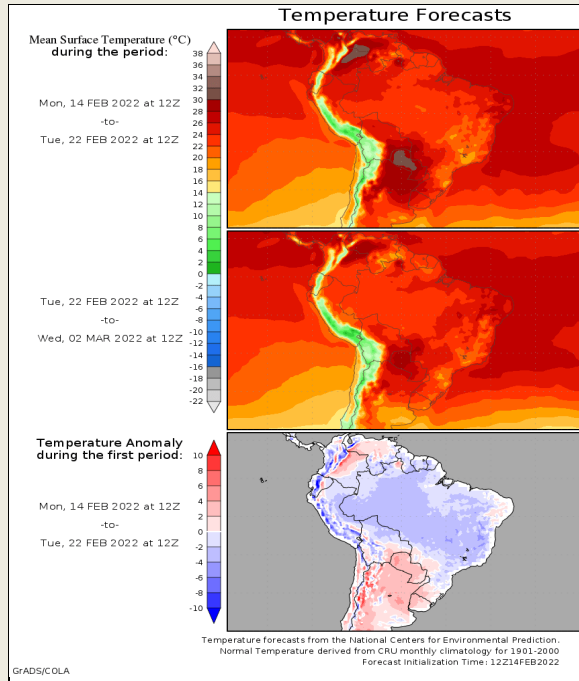 Temperature Forecasts
Mean Surface Temperature (°C)
during the period:
Mon, 14 FEB 2022 at 12Z
-to-
Tue, 22 FEB 2022 at 12Z
38
36
34
32
30
28
26
24
22
20
18
16
14
12
10
8
6
4
2
0
-2
-4
-6
-8
-10
-12
-14
-16
-18
-20
-22
Tue, 22 FEB 2022 at 12Z
-to-
Wed, 02 MAR 2022 at 12Z
Temperature Anomaly
during the first period:
Mon, 14 FEB 2022 at 12Z
-to-
Tue, 22 FEB 2022 at 12Z
10
8
6
4
2
0
-2
-4
-6
-8
-10
Temperature forecasts from the National Centers for Environmental Prediction.
Normal Temperature derived from CRU monthly climatology for 1901-2000
Forecast Initialization Time: 12Z14FEB2022
GrADS/COLA